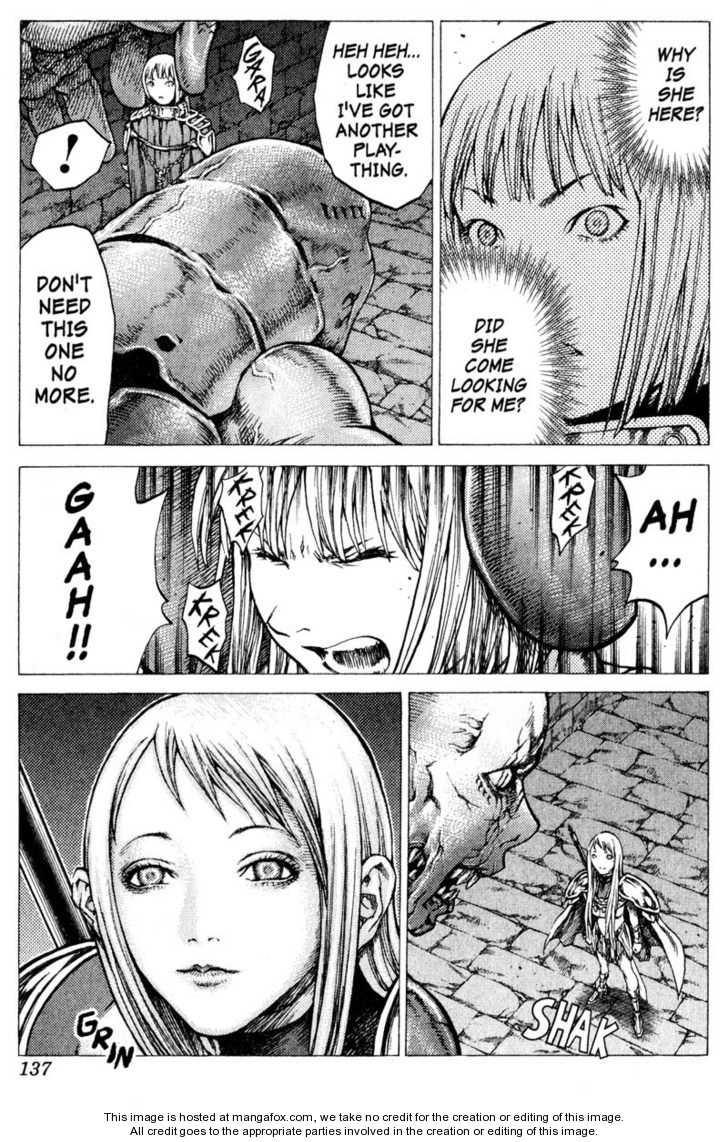 WHY
IS
SHE
HERE?
DID
SHE
COME
LOOKING
FOR ME?
HEH HEH...
LOOKS
LIKE
I'VE GOT
ANOTHER
PLAY-
THING.
GARA
!
DON'T
NEED
THIS
ONE
NO
MORE.
AH
...
KREK
KREK
KREK
GAAH!!
SHAK
GRIN
137
This image is hosted at mangafox.com, we take no credit for the creation or editing of this image.
All credit goes to the appropriate parties involved in the creation or editing of this image.